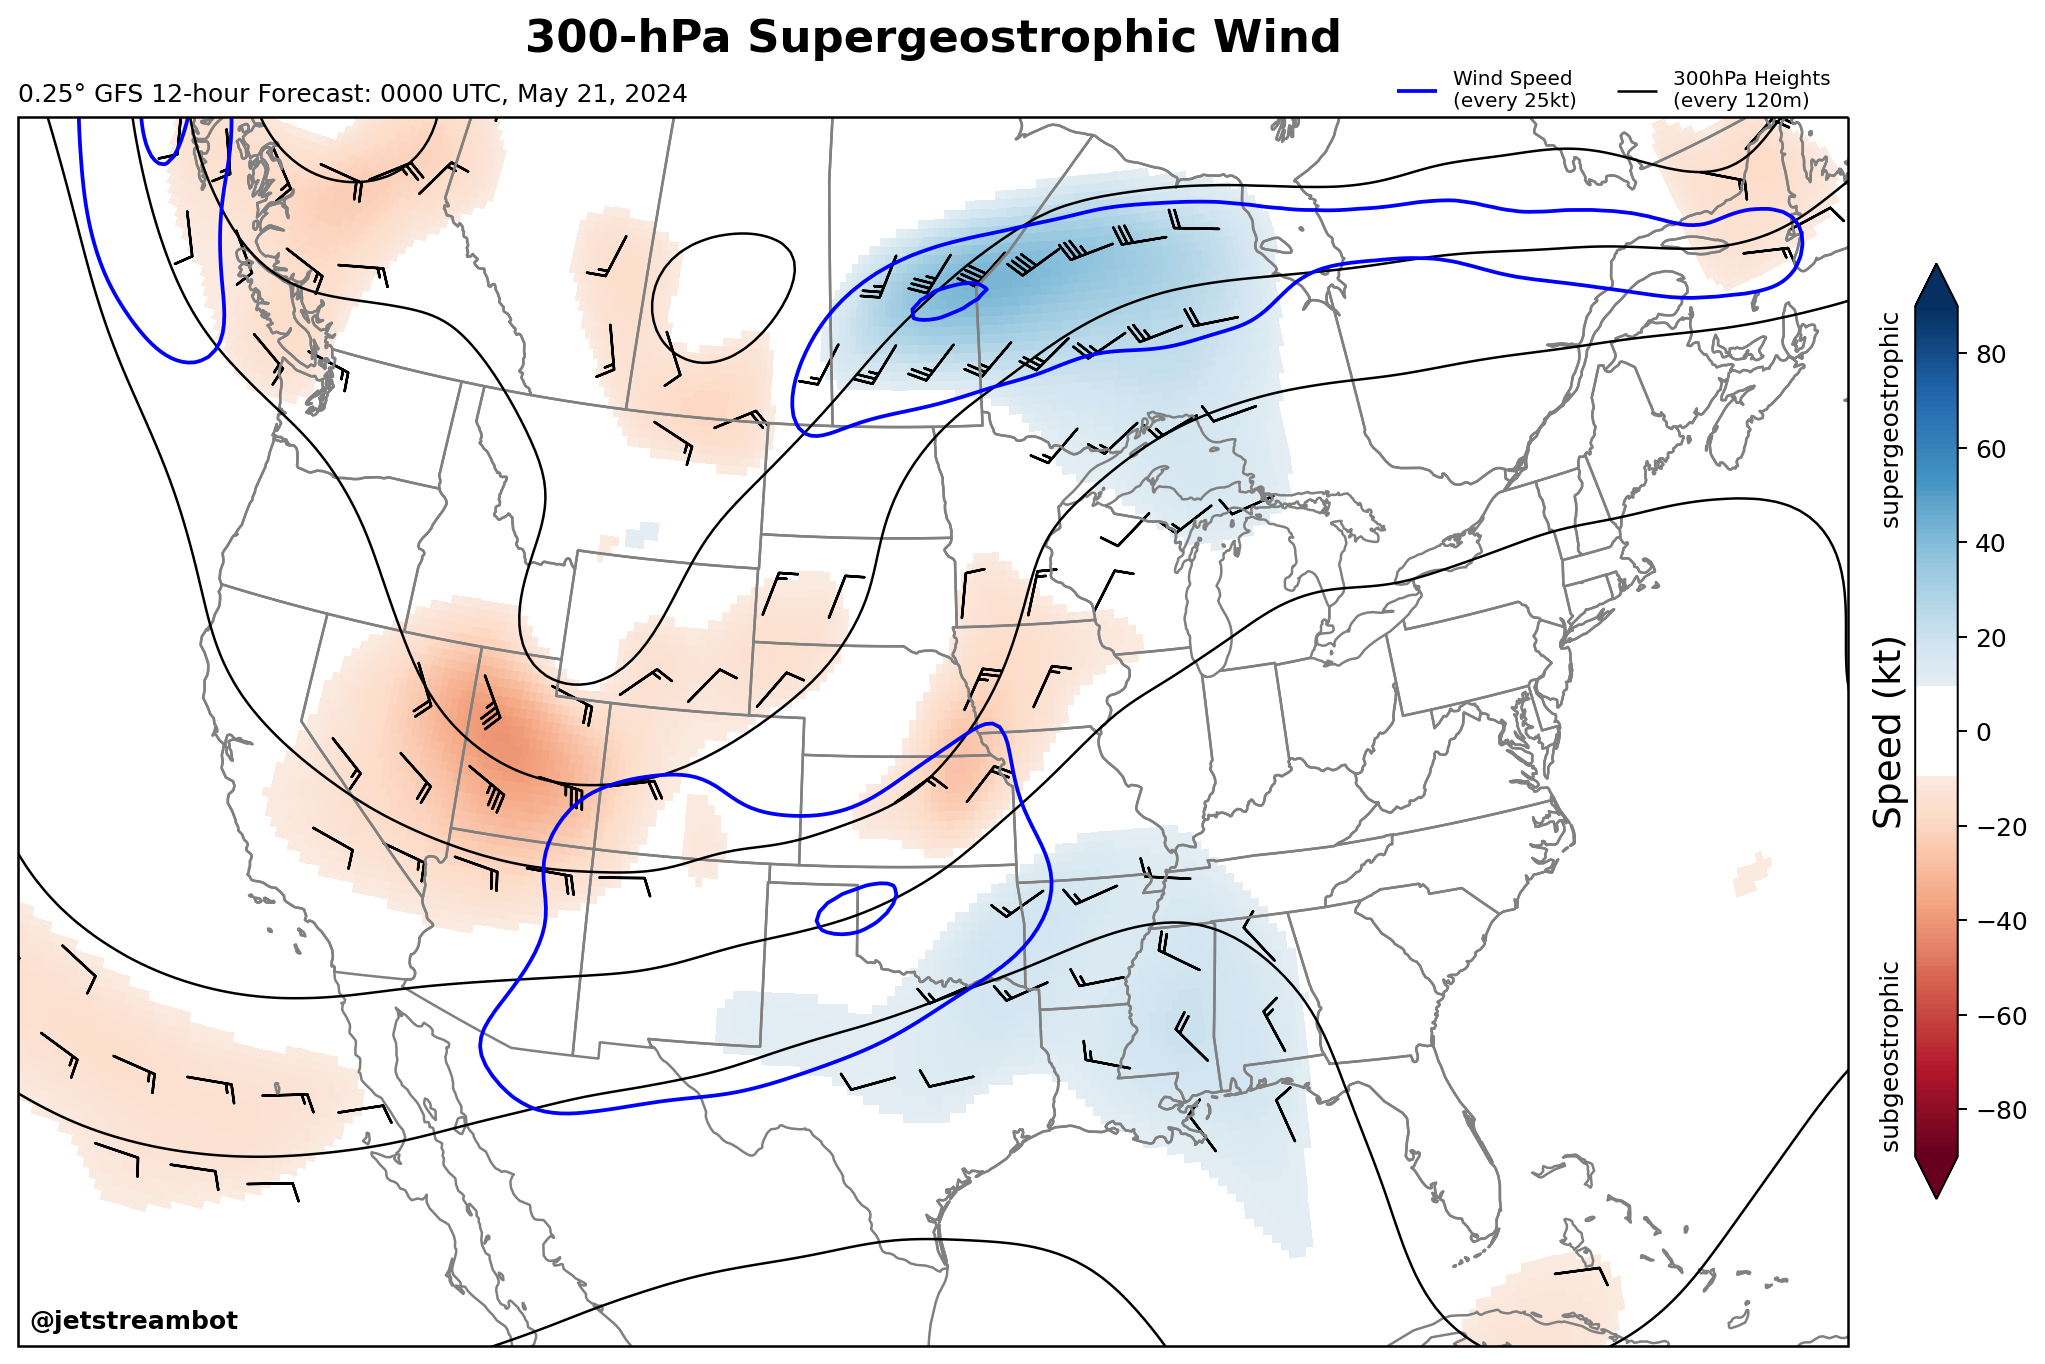 300-hPa Supergeostrophic Wind
0.25° GFS 12-hour Forecast: 0000 UTC, May 21, 2024
Wind Speed
(every 25kt)
300hPa Heights
(every 120m)
supergeostrophic
Speed (kt)
subgeostrophic
80
60
40
20
0
−20
−40
−60
−80
@jetstreambot